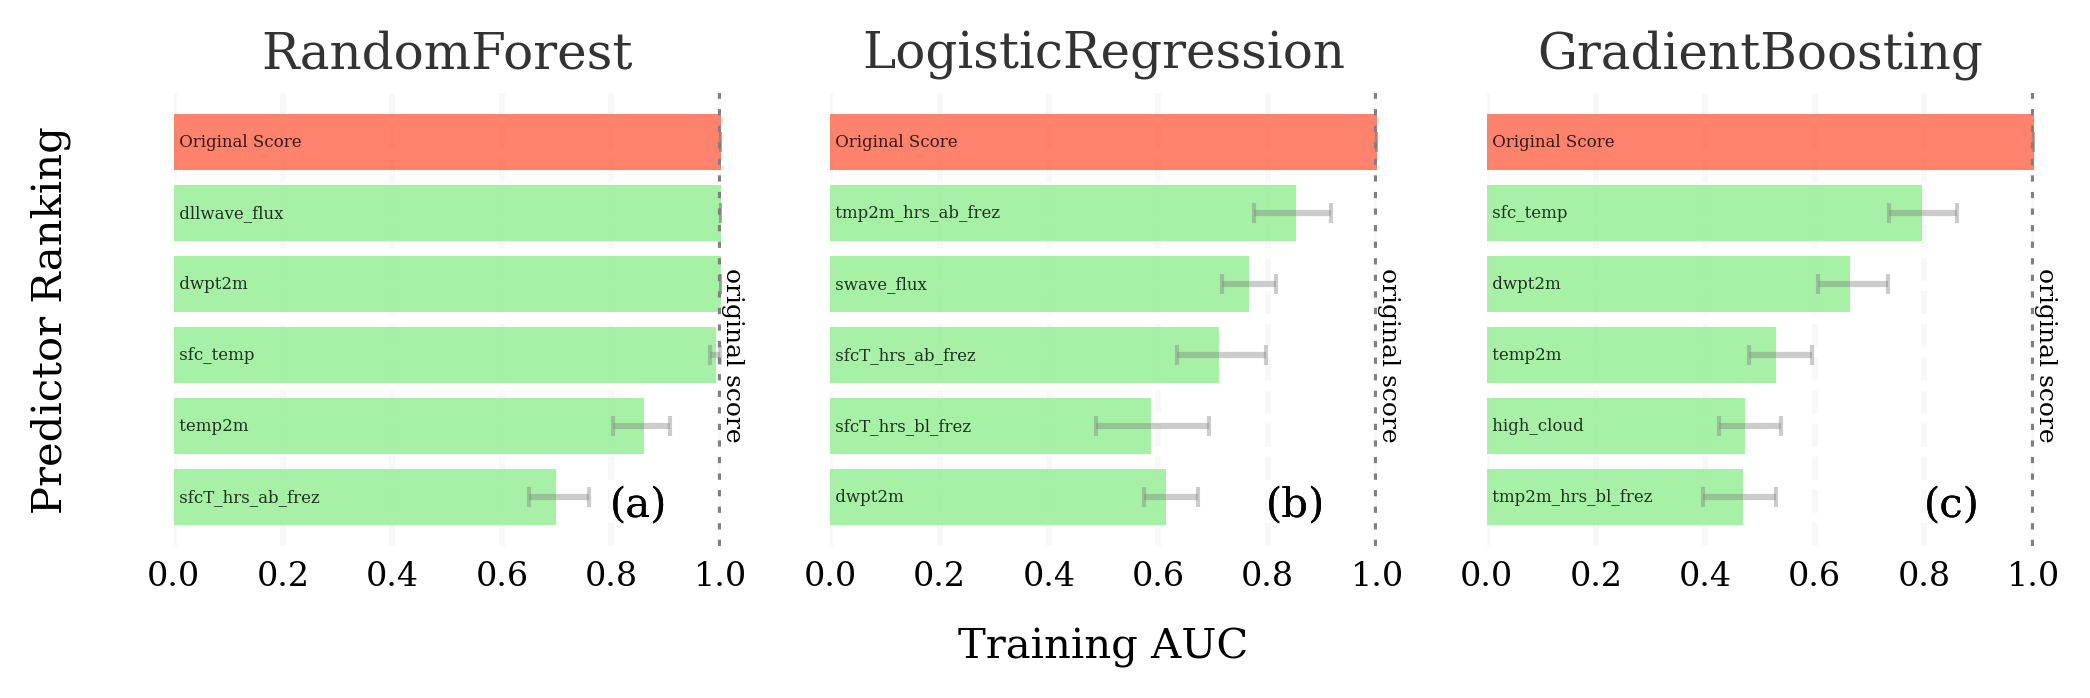 RandomForest
LogisticRegression
GradientBoosting
Predictor Ranking
Original Score
dllwave_flux
dwpt2m
sfc_temp
temp2m
sfcT_hrs_ab_frez
(a)
original score
0.0 0.2 0.4 0.6 0.8 1.0
Original Score
tmp2m_hrs_ab_frez
swave_flux
sfcT_hrs_ab_frez
sfcT_hrs_bl_frez
dwpt2m
(b)
original score
0.0 0.2 0.4 0.6 0.8 1.0
Original Score
sfc_temp
dwpt2m
temp2m
high_cloud
tmp2m_hrs_bl_frez
(c)
original score
0.0 0.2 0.4 0.6 0.8 1.0
Training AUC